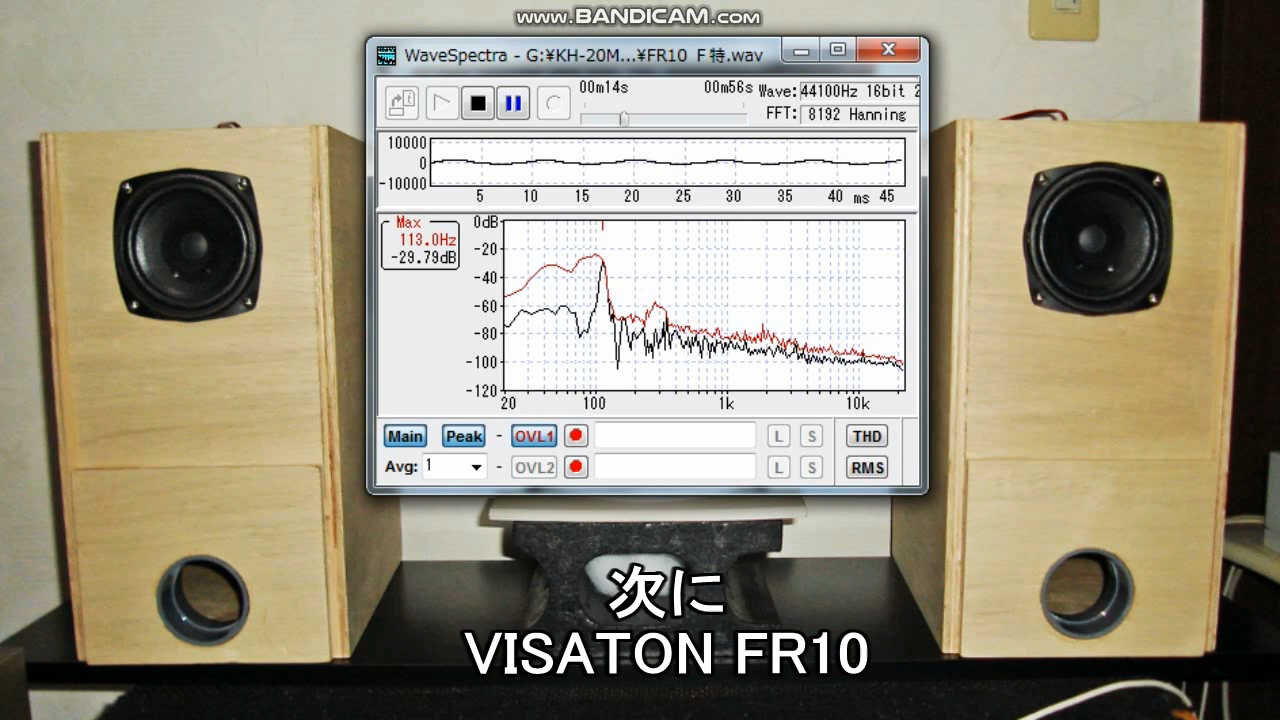 www.BANDICAM.com
WaveSpectra - G:¥KH-20M...¥FR10 F特.wav
00m14s 00m56s Wave: 44100Hz 16bit 2
FFT: 8192 Hanning
10000
0
-10000
5 10 15 20 25 30 35 40 ms 45
Max
113.0Hz
-29.79dB
0dB
-20
-40
-60
-80
-100
-120
20 100 1k 10k
Main Peak - OVL1 L S THD
Avg: 1 - OVL2 L S RMS
次に
VISATON FR10